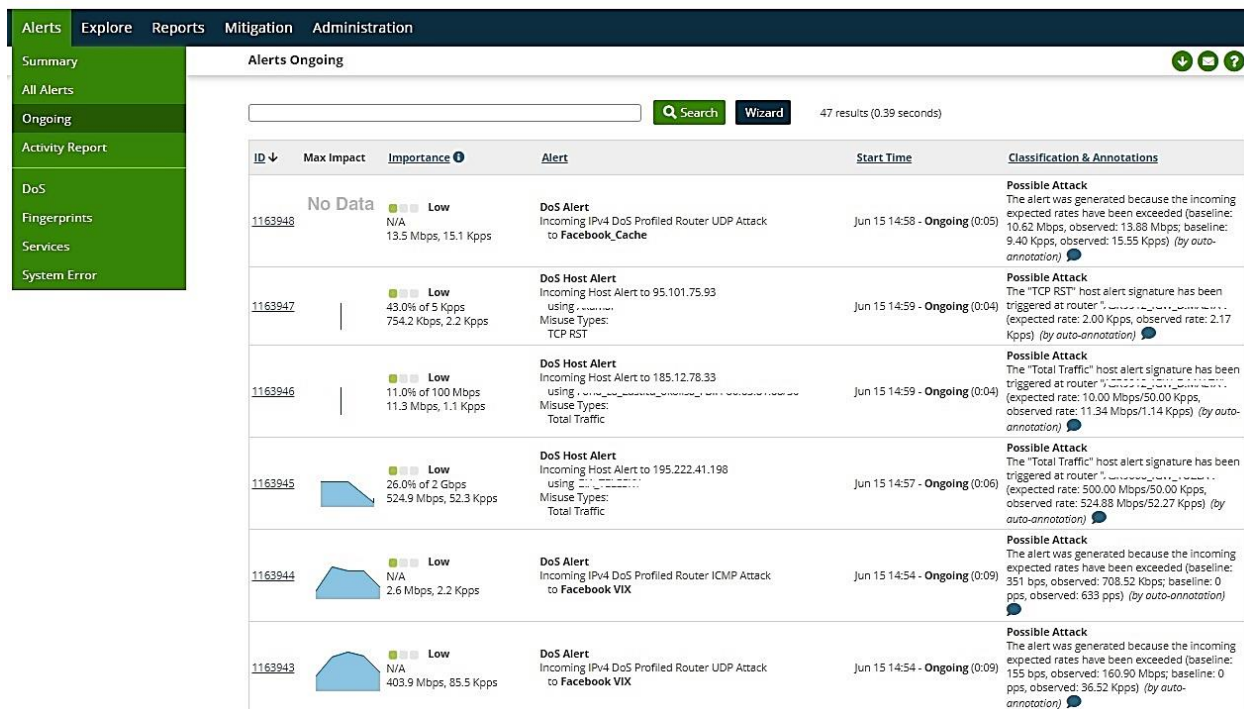 Alerts Explore Reports Mitigation Administration
Summary
All Alerts
Ongoing
Activity Report
DoS
Fingerprints
Services
System Error
Alerts Ongoing
Search Wizard 47 results (0.39 seconds)
ID Max Impact Importance Alert Start Time Classification & Annotations
1163948
No Data
Low
N/A
13.5 Mbps, 15.1 Kpps
DoS Alert
Incoming IPv4 DoS Profiled Router UDP Attack
to Facebook_Cache
Jun 15 14:58 - Ongoing (0:05)
Possible Attack
The alert was generated because the incoming
expected rates have been exceeded (baseline:
10.62 Mbps, observed: 13.88 Mbps; baseline:
9.40 Kpps, observed: 15.55 Kpps) (by auto-
annotation)
1163947
Low
43.0% of 5 Kpps
754.2 Kbps, 2.2 Kpps
DoS Host Alert
Incoming Host Alert to 95.101.75.93
using
Misuse Types:
TCP RST
Jun 15 14:59 - Ongoing (0:04)
Possible Attack
The "TCP RST" host alert signature has been
triggered at router "
(expected rate: 2.00 Kpps, observed rate: 2.17
Kpps) (by auto-annotation)
1163946
Low
11.0% of 100 Mbps
11.3 Mbps, 1.1 Kpps
DoS Host Alert
Incoming Host Alert to 185.12.78.33
using
Misuse Types:
Total Traffic
Jun 15 14:59 - Ongoing (0:04)
Possible Attack
The "Total Traffic" host alert signature has been
triggered at router "
(expected rate: 10.00 Mbps/50.00 Kpps,
observed rate: 11.34 Mbps/1.14 Kpps) (by auto-
annotation)
1163945
Low
26.0% of 2 Gbps
524.9 Mbps, 52.3 Kpps
DoS Host Alert
Incoming Host Alert to 195.222.41.198
using
Misuse Types:
Total Traffic
Jun 15 14:57 - Ongoing (0:06)
Possible Attack
The "Total Traffic" host alert signature has been
triggered at router "
(expected rate: 500.00 Mbps/50.00 Kpps,
observed rate: 524.88 Mbps/52.27 Kpps) (by
auto-annotation)
1163944
Low
N/A
2.6 Mbps, 2.2 Kpps
DoS Alert
Incoming IPv4 DoS Profiled Router ICMP Attack
to Facebook VIX
Jun 15 14:54 - Ongoing (0:09)
Possible Attack
The alert was generated because the incoming
expected rates have been exceeded (baseline:
351 bps, observed: 708.52 Kbps; baseline: 0
pps, observed: 633 pps) (by auto-annotation)
1163943
Low
N/A
403.9 Mbps, 85.5 Kpps
DoS Alert
Incoming IPv4 DoS Profiled Router UDP Attack
to Facebook VIX
Jun 15 14:54 - Ongoing (0:09)
Possible Attack
The alert was generated because the incoming
expected rates have been exceeded (baseline:
155 bps, observed: 160.90 Mbps; baseline: 0
pps, observed: 36.52 Kpps) (by auto-
annotation)